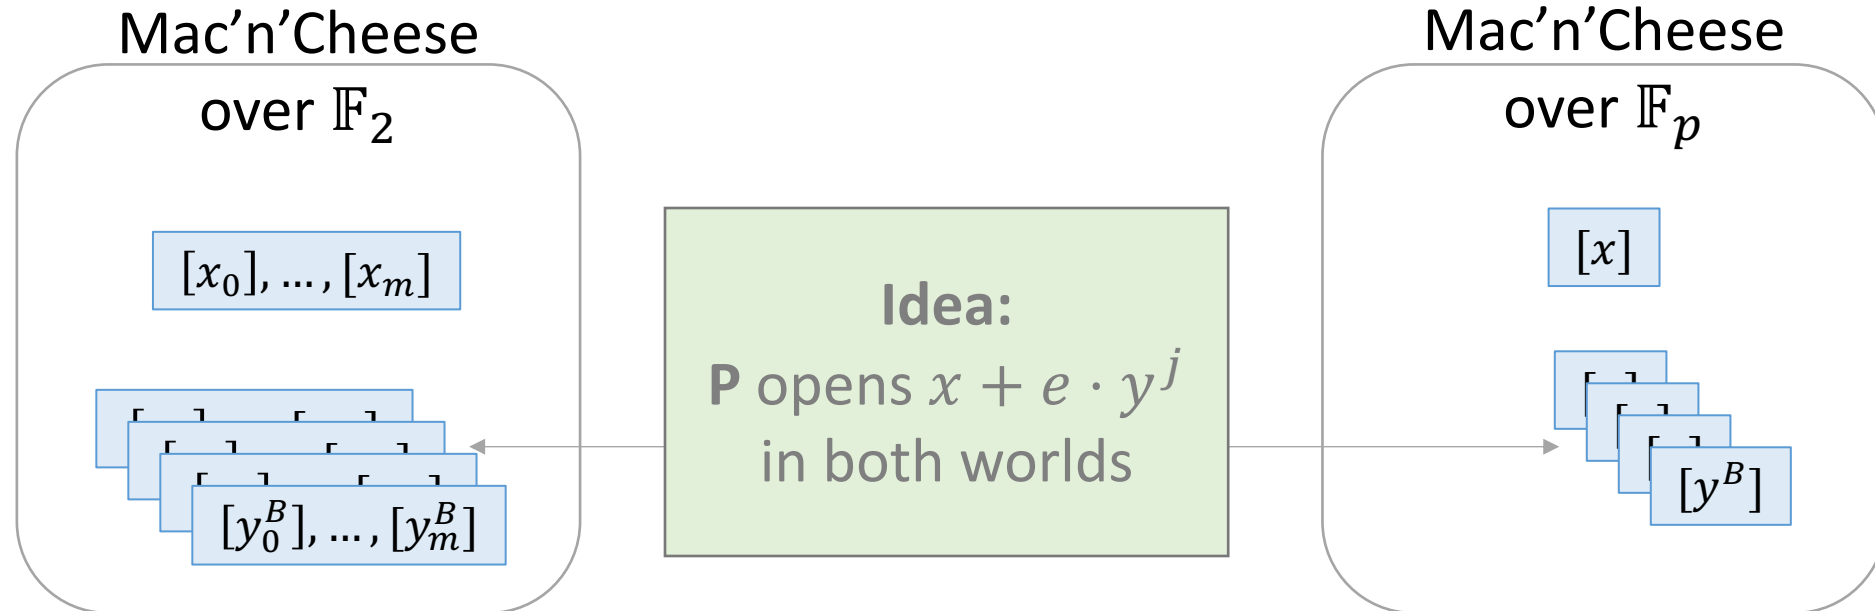 Mac’n’Cheese
over 𝔽₂
[x₀], … , [xₘ]
[y₀ᴮ], … , [yₘᴮ]
Idea:
P opens x + e · yʲ
in both worlds
Mac’n’Cheese
over 𝔽ₚ
[x]
[yᴮ]